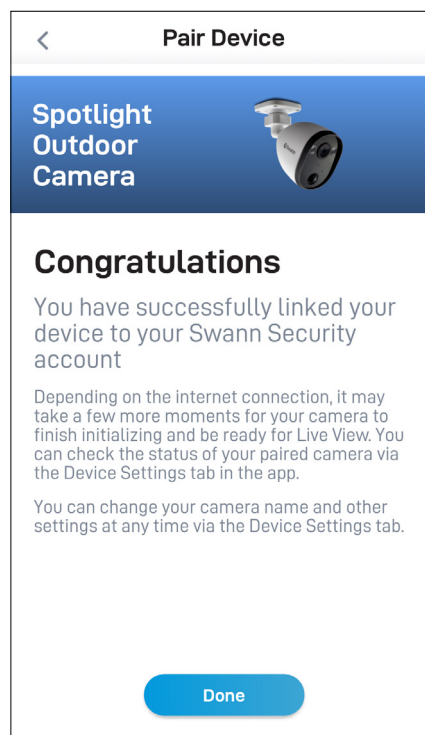 Pair Device
Spotlight
Outdoor
Camera
Congratulations
You have successfully linked your
device to your Swann Security
account
Depending on the internet connection, it may
take a few more moments for your camera to
finish initializing and be ready for Live View. You
can check the status of your paired camera via
the Device Settings tab in the app.
You can change your camera name and other
settings at any time via the Device Settings tab.
Done